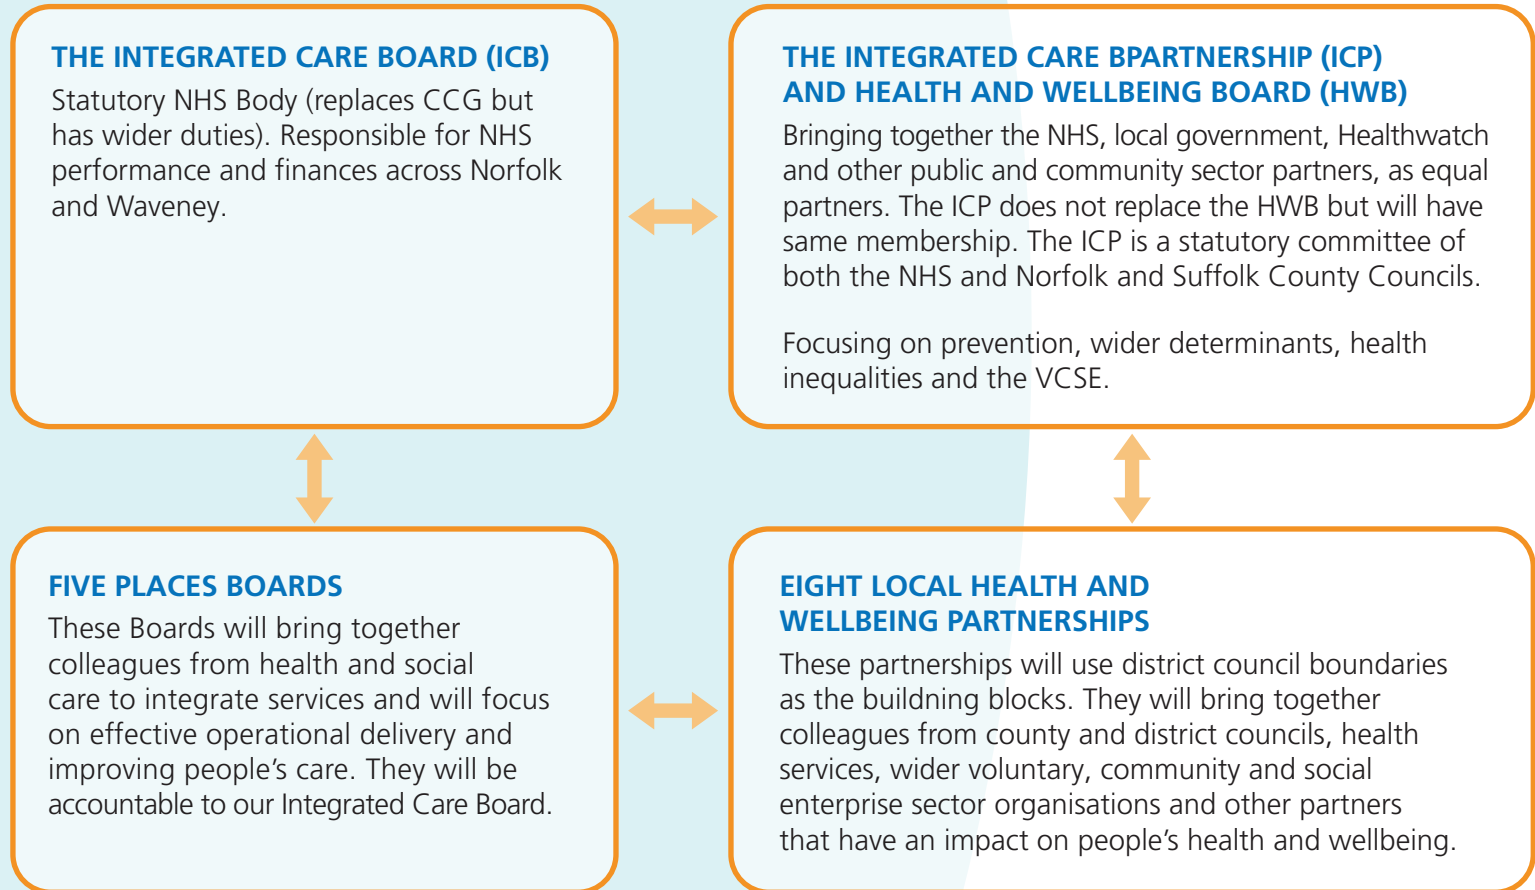 THE INTEGRATED CARE BOARD (ICB)
Statutory NHS Body (replaces CCG but
has wider duties). Responsible for NHS
performance and finances across Norfolk
and Waveney.
THE INTEGRATED CARE BPARTNERSHIP (ICP)
AND HEALTH AND WELLBEING BOARD (HWB)
Bringing together the NHS, local government, Healthwatch
and other public and community sector partners, as equal
partners. The ICP does not replace the HWB but will have
same membership. The ICP is a statutory committee of
both the NHS and Norfolk and Suffolk County Councils.
Focusing on prevention, wider determinants, health
inequalities and the VCSE.
FIVE PLACES BOARDS
These Boards will bring together
colleagues from health and social
care to integrate services and will focus
on effective operational delivery and
improving people's care. They will be
accountable to our Integrated Care Board.
EIGHT LOCAL HEALTH AND
WELLBEING PARTNERSHIPS
These partnerships will use district council boundaries
as the buildning blocks. They will bring together
colleagues from county and district councils, health
services, wider voluntary, community and social
enterprise sector organisations and other partners
that have an impact on people's health and wellbeing.